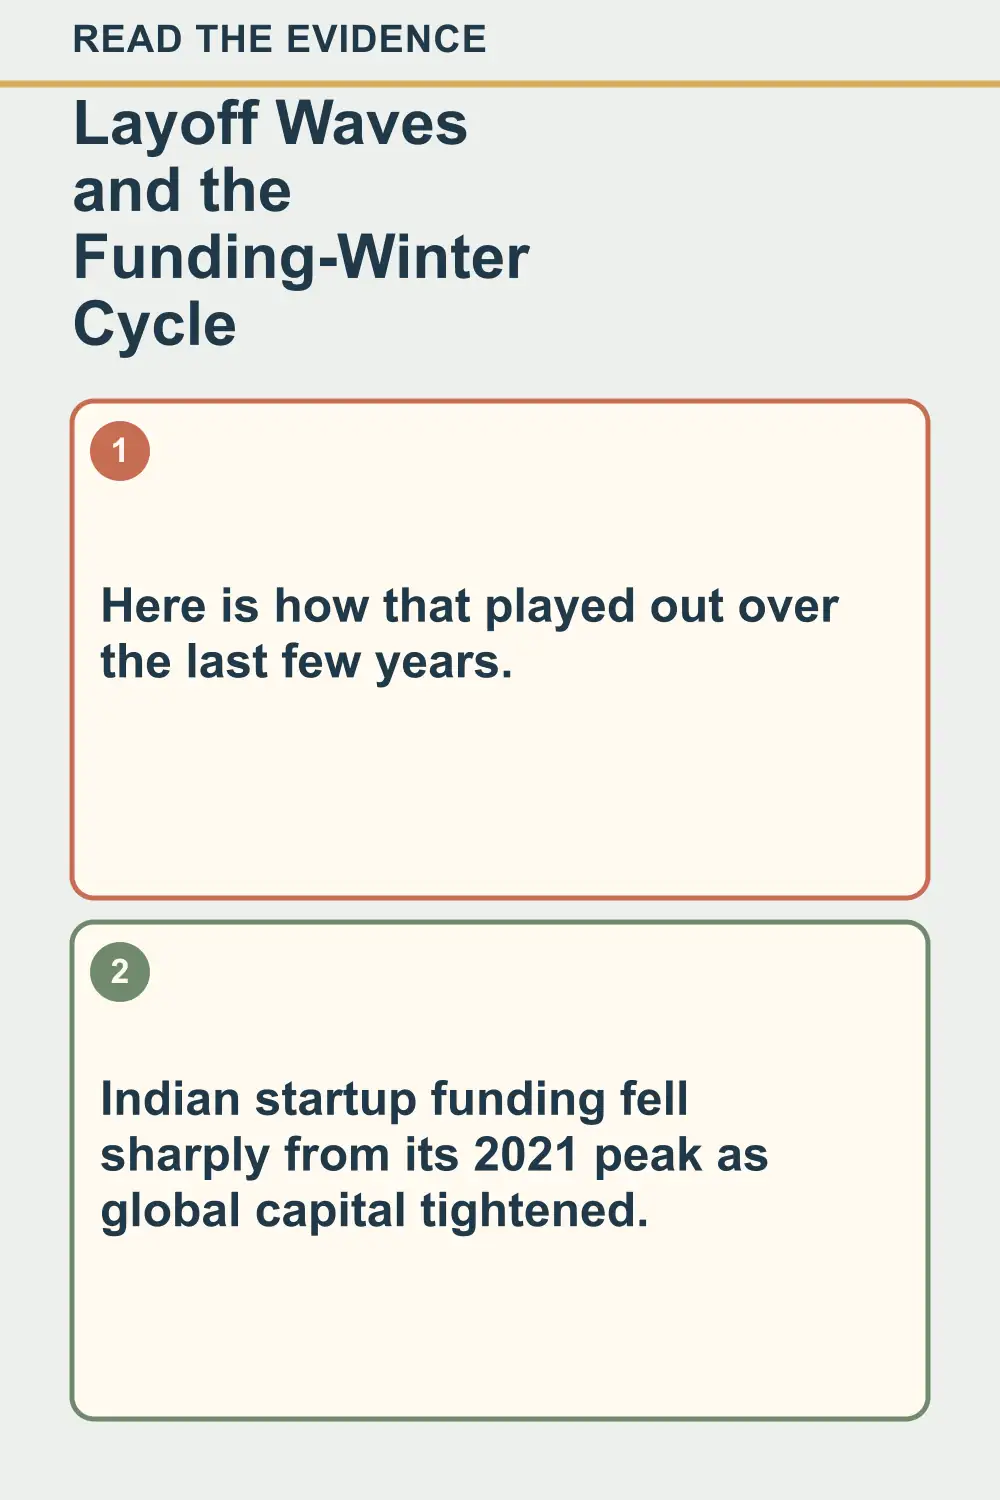 READ THE EVIDENCE
Layoff Waves
and the
Funding-Winter
Cycle
1
Here is how that played out over
the last few years.
2
Indian startup funding fell
sharply from its 2021 peak as
global capital tightened.